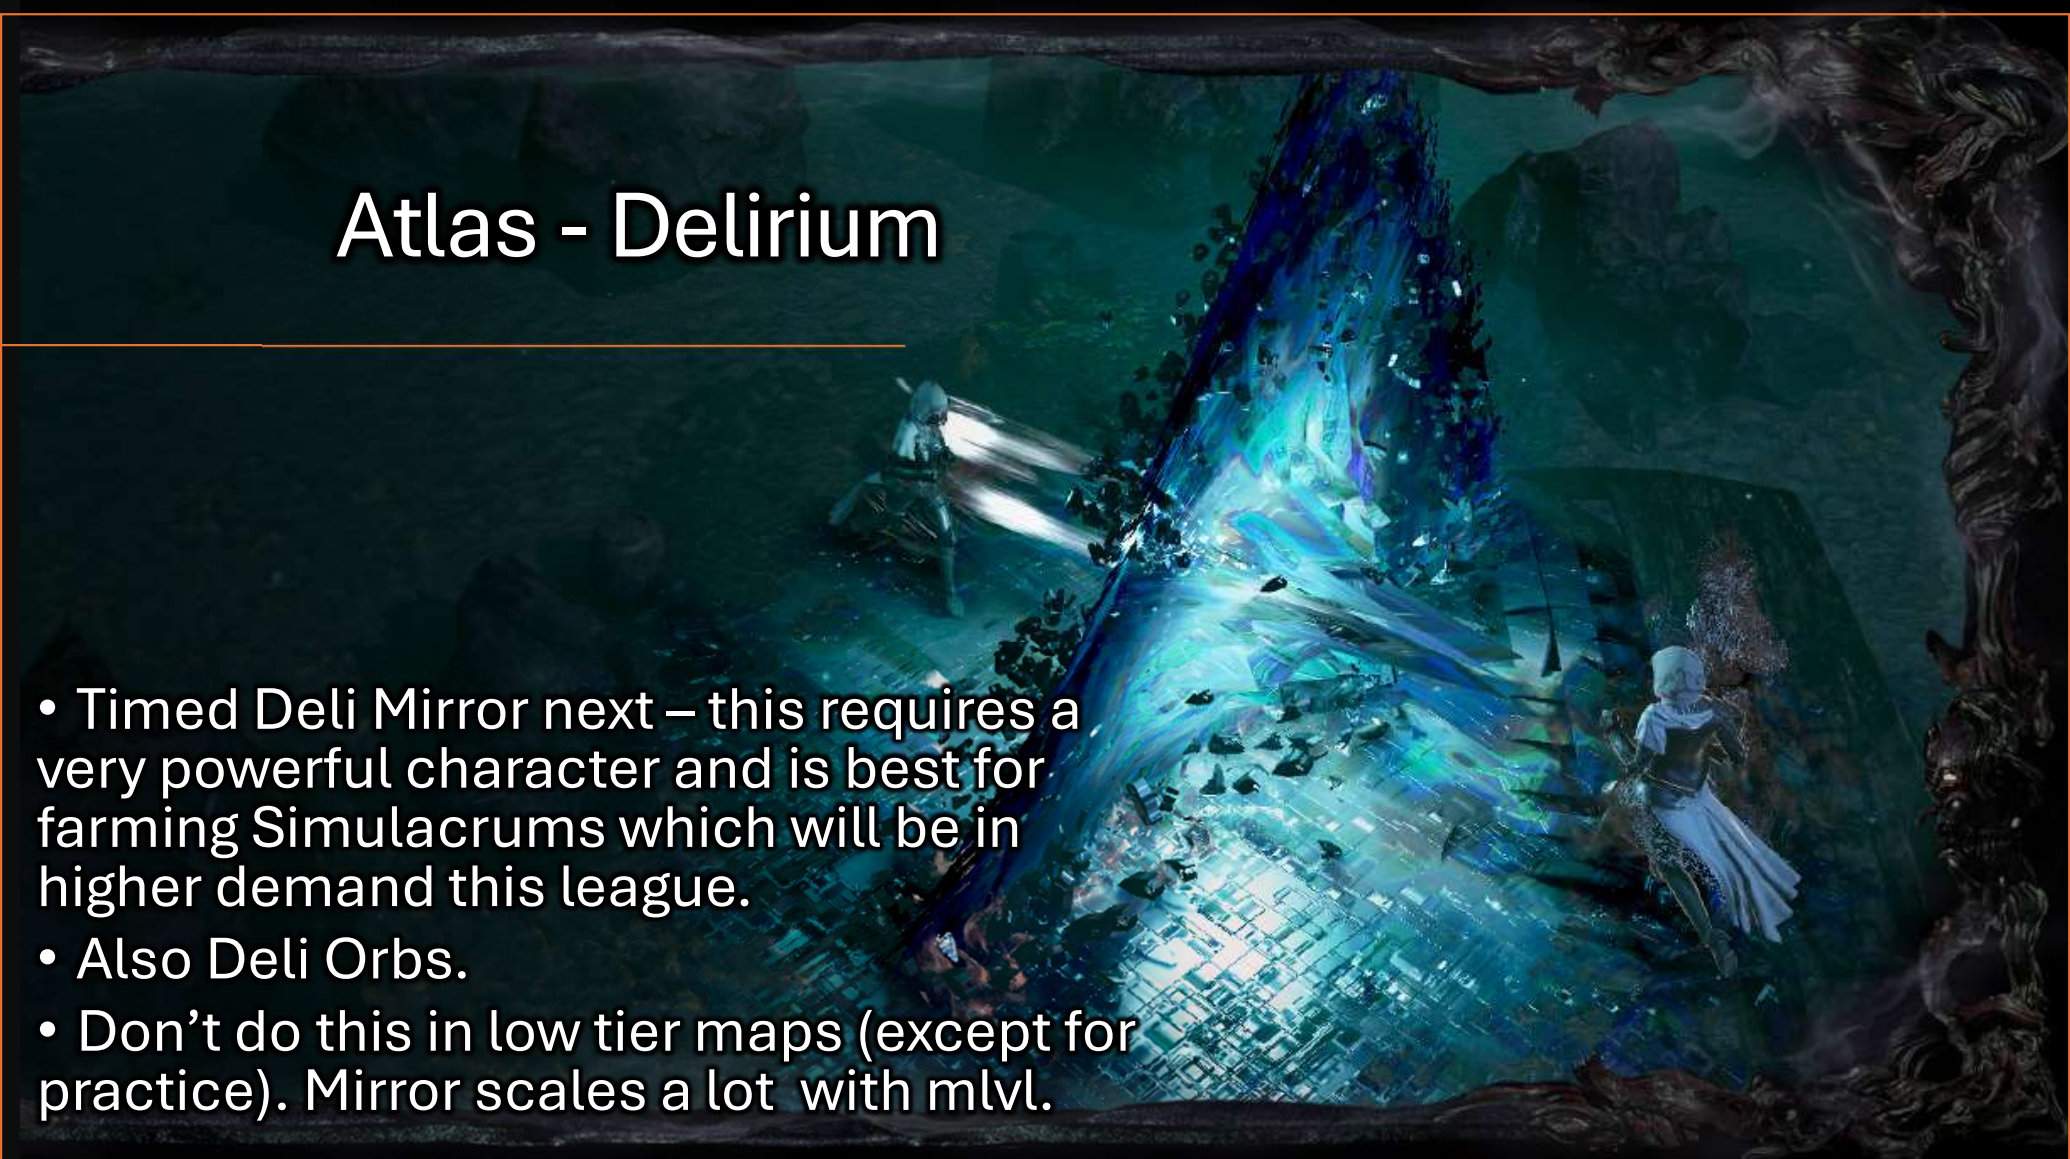 Atlas - Delirium
• Timed Deli Mirror next – this requires a
very powerful character and is best for
farming Simulacrums which will be in
higher demand this league.
• Also Deli Orbs.
• Don’t do this in low tier maps (except for
practice). Mirror scales a lot  with mlvl.